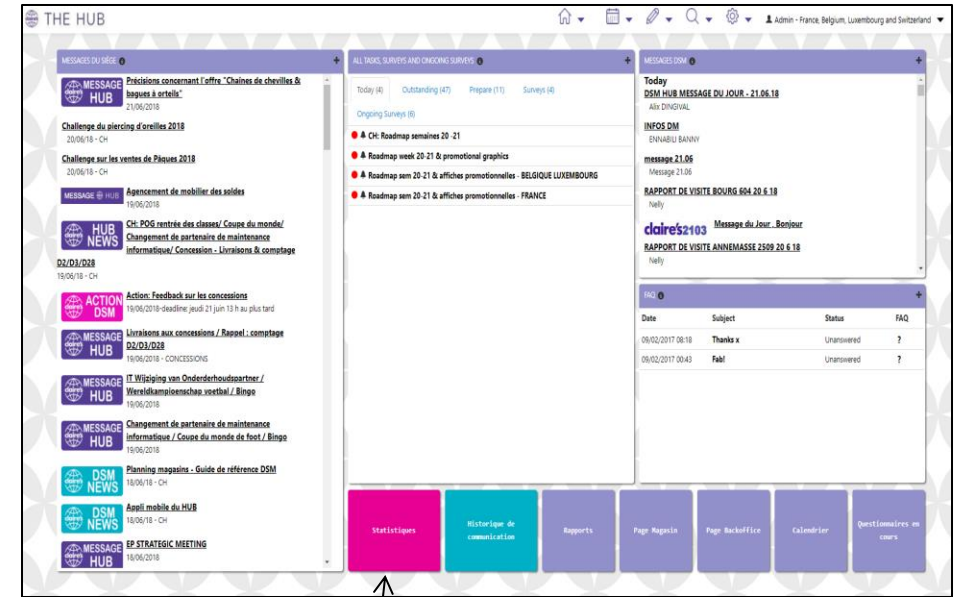 THE HUB
Admin - France, Belgium, Luxembourg and Switzerland
MESSAGES DU SIÈGE
MESSAGE HUB
Précisions concernant l'offre "Chaines de chevilles &
bagues à orteils"
21/06/2018
Challenge du piercing d'oreilles 2018
20/06/18 - CH
Challenge sur les ventes de Pâques 2018
20/06/18 - CH
MESSAGE HUB
Agencement de mobilier des soldes
19/06/2018
HUB NEWS
CH: POG rentrée des classes/ Coupe du monde/
Changement de partenaire de maintenance
informatique/ Concession - Livraisons & comptage
D2/D3/D28
19/06/18 - CH
ACTION DSM
Action: Feedback sur les concessions
19/06/2018-deadline: jeudi 21 juin 13 h au plus tard
MESSAGE HUB
Livraisons aux concessions / Rappel : comptage
D2/D3/D28
19/06/2018 - CONCESSIONS
MESSAGE HUB
IT Wijziging van Onderderhoudspartner /
Wereldkampioenschap voetbal / Bingo
19/06/2018
MESSAGE HUB
Changement de partenaire de maintenance
informatique / Coupe du monde de foot / Bingo
19/06/2018
DSM NEWS
Planning magasins - Guide de référence DSM
18/06/18 - CH
DSM NEWS
Appli mobile du HUB
18/06/18 - CH
MESSAGE HUB
EP STRATEGIC MEETING
18/06/2018
ALL TASKS, SURVEYS AND ONGOING SURVEYS
Today (4) Outstanding (47) Prepare (11) Surveys (4)
Ongoing Surveys (6)
CH: Roadmap semaines 20 -21
Roadmap week 20-21 & promotional graphics
Roadmap sem 20-21 & affiches promotionnelles - BELGIQUE LUXEMBOURG
Roadmap sem 20-21 & affiches promotionnelles - FRANCE
MESSAGES DSM
Today
DSM HUB MESSAGE DU JOUR - 21.06.18
Alix DINGIVAL
INFOS DM
ENNABILI BANNY
message 21.06
Message 21.06
RAPPORT DE VISITE BOURG 604 20 6 18
Nelly
claire's2103 Message du Jour . Bonjour
RAPPORT DE VISITE ANNEMASSE 2509 20 6 18
Nelly
FAQ
Date Subject Status FAQ
09/02/2017 08:18 Thanks x Unanswered ?
09/02/2017 00:43 Fab! Unanswered ?
Statistiques
Historique de
communication
Rapports
Page Magasin
Page Backoffice
Calendrier
Questionnaires en
cours